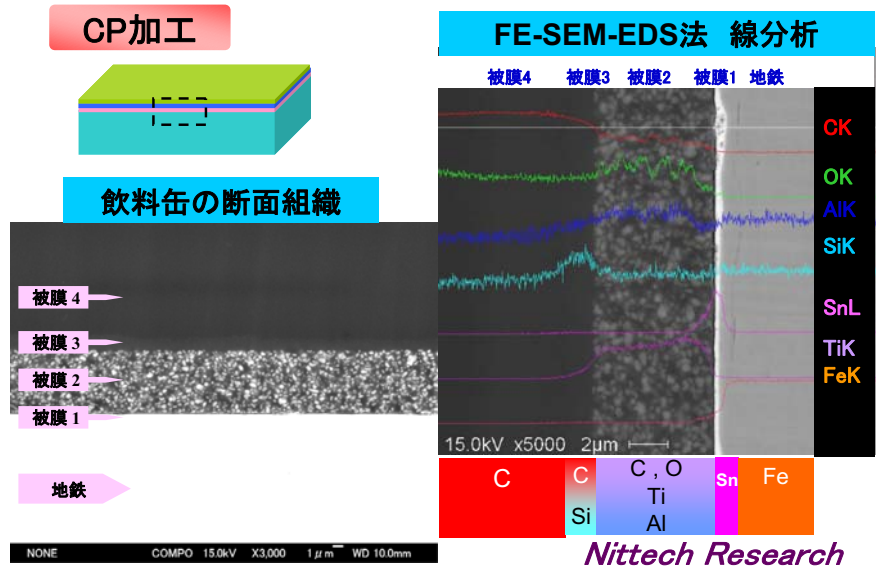 CP加工
飲料缶の断面組織
被膜 4
被膜 3
被膜 2
被膜 1
地鉄
NONE COMPO 15.0kV X3,000 1μm WD 10.0mm
FE-SEM-EDS法 線分析
被膜4 被膜3 被膜2 被膜1 地鉄
CK
OK
AlK
SiK
SnL
TiK
FeK
15.0kV x5000 2μm
C
C
Si
C , O
Ti
Al
Sn
Fe
Nittech Research